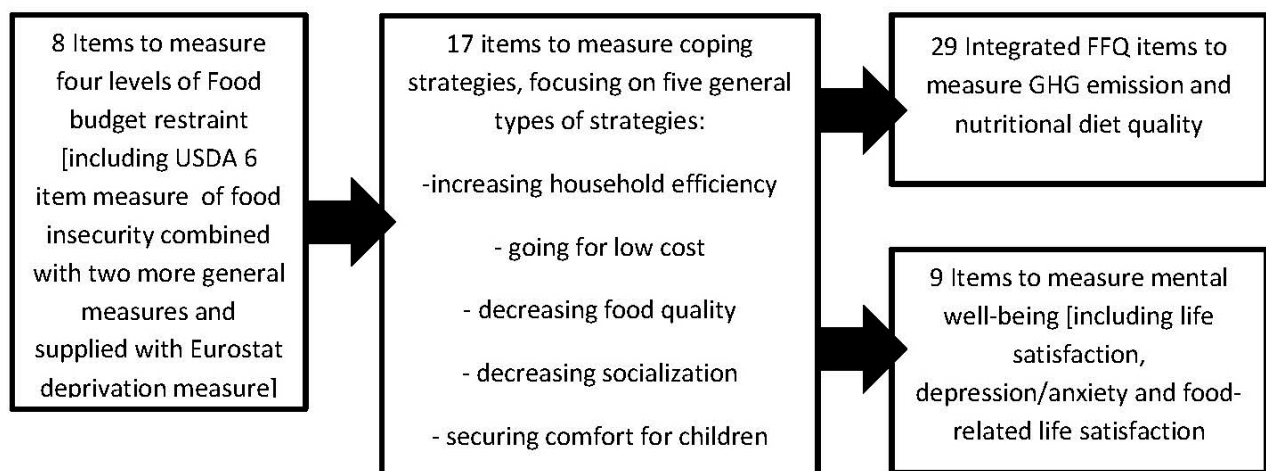 8 Items to measure
four levels of Food
budget restraint
[including USDA 6
item measure of food
insecurity combined
with two more general
measures and
supplied with Eurostat
deprivation measure]
17 items to measure coping
strategies, focusing on five general
types of strategies:
-increasing household efficiency
- going for low cost
- decreasing food quality
- decreasing socialization
- securing comfort for children
29 Integrated FFQ items to
measure GHG emission and
nutritional diet quality
9 Items to measure mental
well-being [including life
satisfaction,
depression/anxiety and food-
related life satisfaction